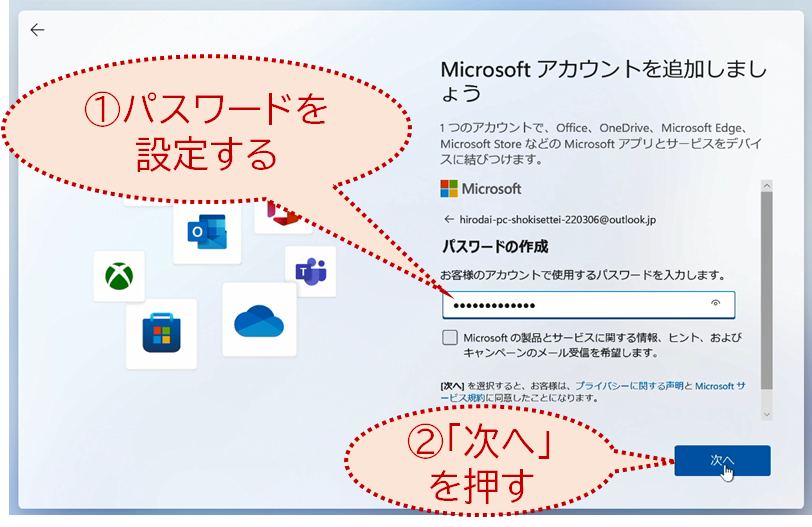 Microsoft アカウントを追加しまし
ょう
①パスワードを
設定する
1 つのアカウントで、Office、OneDrive、Microsoft Edge、
Microsoft Store などの Microsoft アプリとサービスをデバイ
スに結びつけます。
Microsoft
← hirodai-pc-shokisettei-220306@outlook.jp
パスワードの作成
お客様のアカウントで使用するパスワードを入力します。
●●●●●●●●●●●●●
Microsoft の製品とサービスに関する情報、ヒント、および
キャンペーンのメール受信を希望します。
[次へ] を選択すると、お客様は、プライバシーに関する声明と Microsoft サ
ービス規約に同意したことになります。
②「次へ」
を押す
次へ